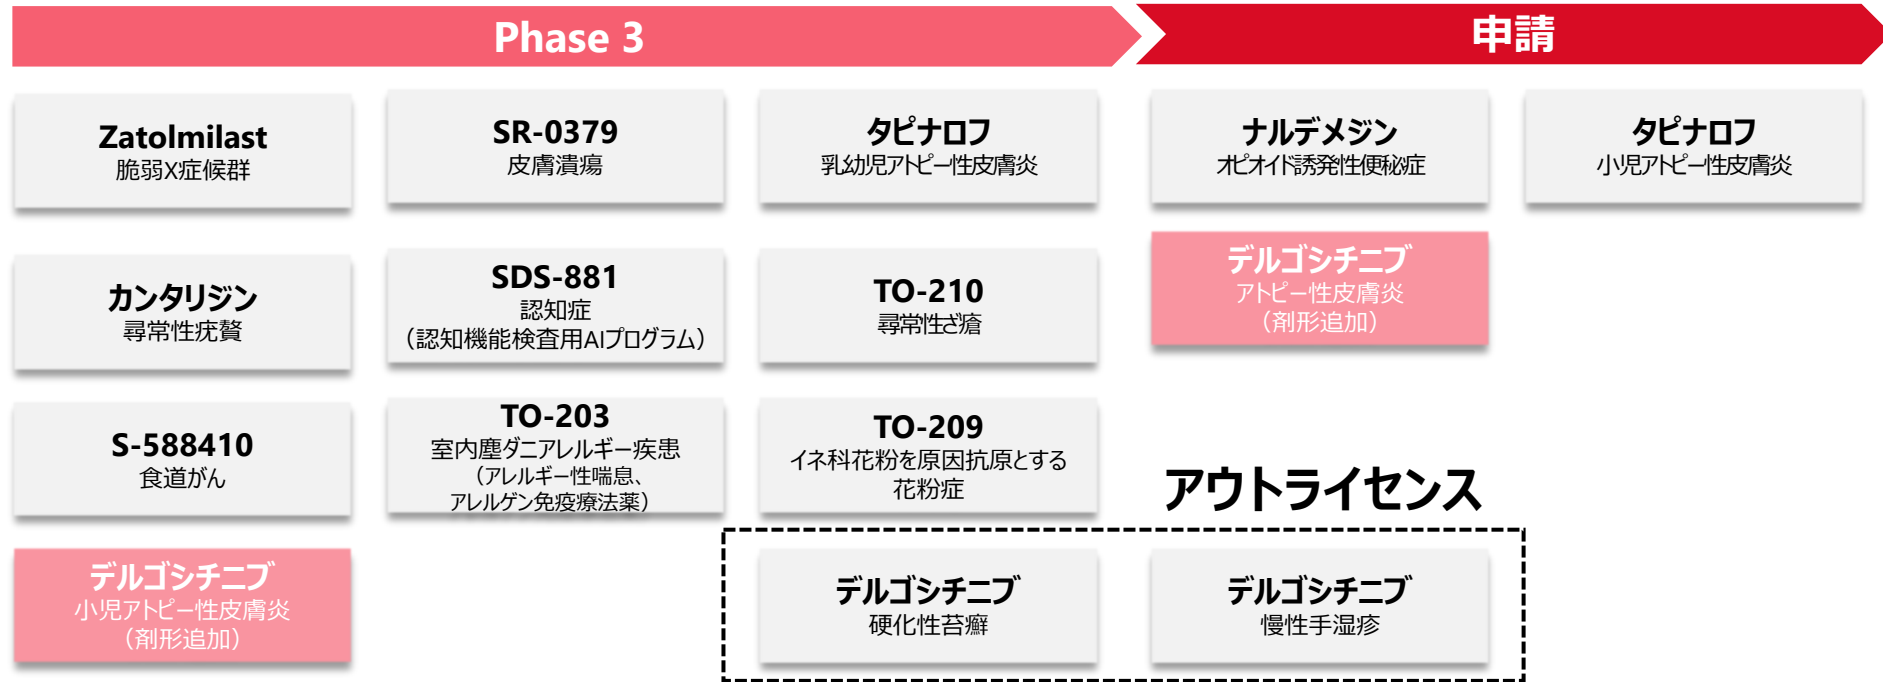 Phase 3
申請
Zatolmilast
脆弱X症候群
SR-0379
皮膚潰瘍
タピナロフ
乳幼児アトピー性皮膚炎
ナルデメジン
オピオイド誘発性便秘症
タピナロフ
小児アトピー性皮膚炎
カンタリジン
尋常性疣贅
SDS-881
認知症
（認知機能検査用AIプログラム）
TO-210
尋常性ざ瘡
デルゴシチニブ
アトピー性皮膚炎
（剤形追加）
S-588410
食道がん
TO-203
室内塵ダニアレルギー疾患
（アレルギー性喘息、
アレルゲン免疫療法薬）
TO-209
イネ科花粉を原因抗原とする
花粉症
アウトライセンス
デルゴシチニブ
小児アトピー性皮膚炎
（剤形追加）
デルゴシチニブ
硬化性苔癬
デルゴシチニブ
慢性手湿疹